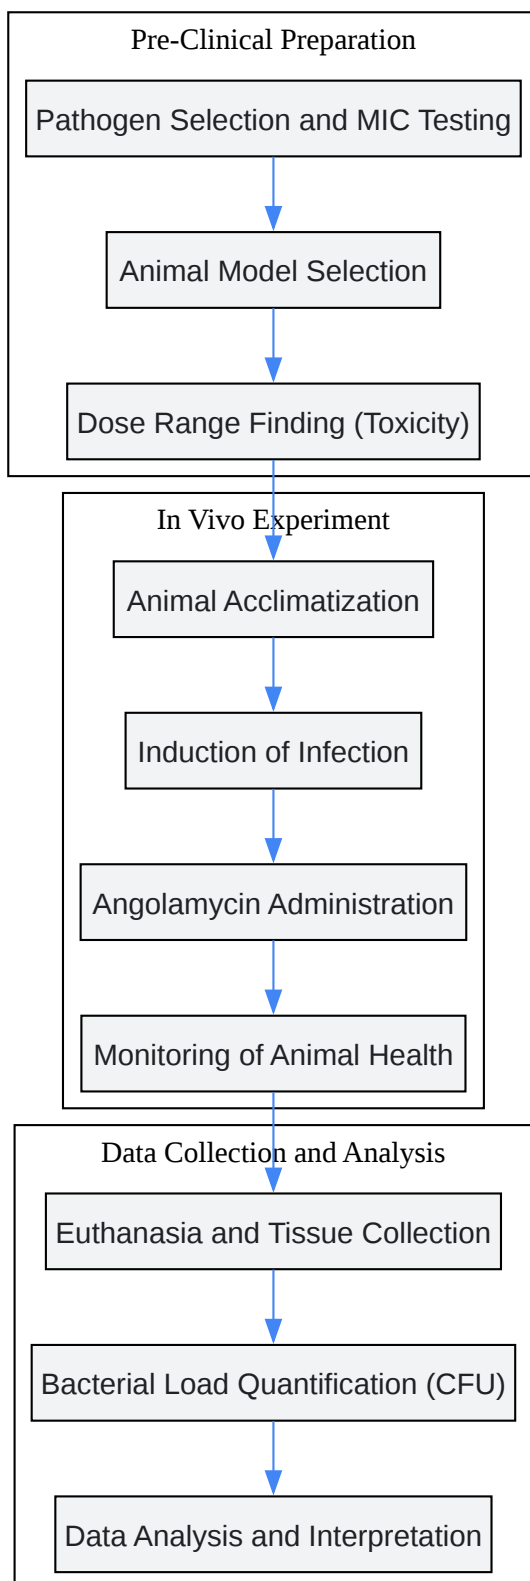 Pre-Clinical Preparation
Pathogen Selection and MIC Testing
Animal Model Selection
Dose Range Finding (Toxicity)
In Vivo Experiment
Animal Acclimatization
Induction of Infection
Angolamycin Administration
Monitoring of Animal Health
Data Collection and Analysis
Euthanasia and Tissue Collection
Bacterial Load Quantification (CFU)
Data Analysis and Interpretation